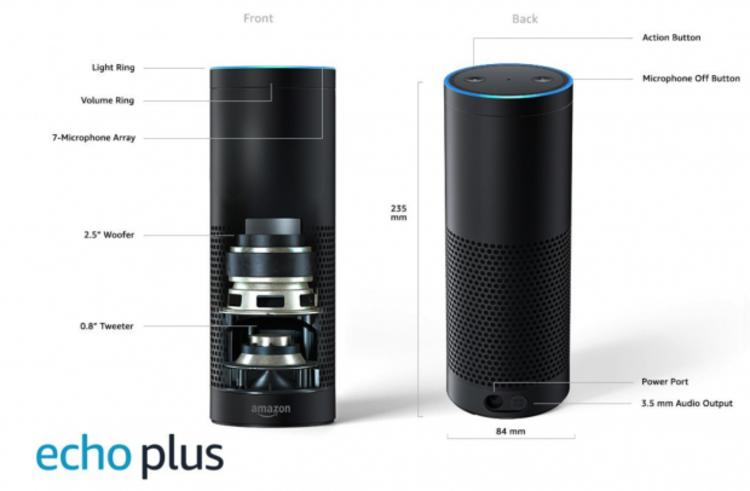 Front
Back
Action Button
Light Ring
Microphone Off Button
Volume Ring
7-Microphone Array
235
mm
2.5" Woofer
0.8" Tweeter
Power Port
3.5 mm Audio Output
amazon
84 mm
echo plus